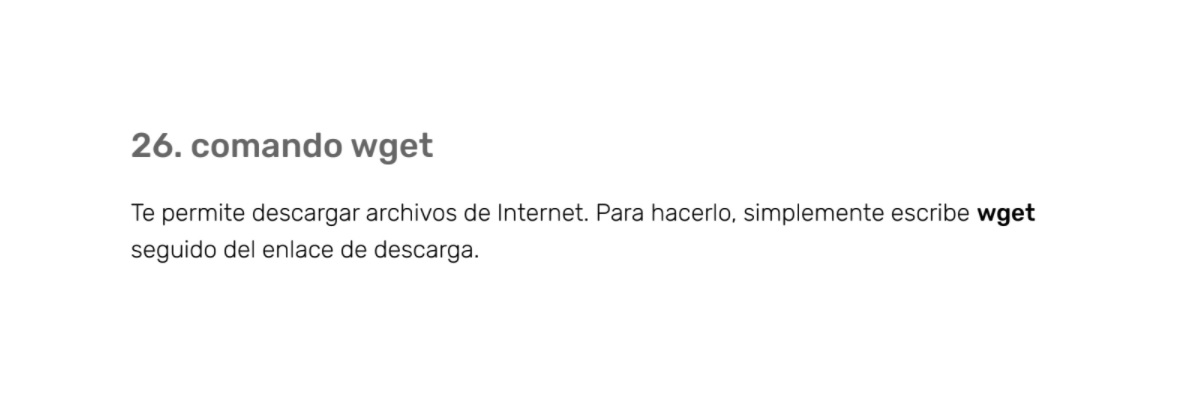 26. comando wget
Te permite descargar archivos de Internet. Para hacerlo, simplemente escribe wget
seguido del enlace de descarga.